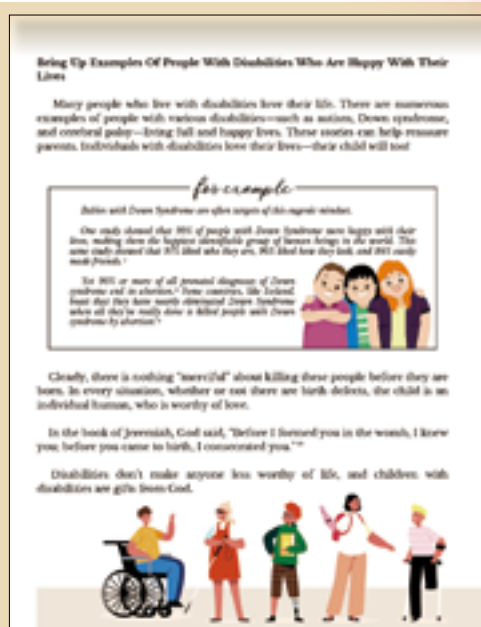 Bring Up Examples Of People With Disabilities Who Are Happy With Their
Lives
Many people who live with disabilities love their life. There are numerous
examples of people with various disabilities—such as autism, Down syndrome,
and cerebral palsy—living full and happy lives. These stories can help reassure
parents. Individuals with disabilities love their lives—their child will too!
for example
Babies with Down Syndrome are often targets of this eugenic mindset.
One study showed that 99% of people with Down Syndrome were happy with their
lives, making them the happiest identifiable group of human beings in the world. This
same study showed that 97% liked who they are, 96% liked how they look, and 86% easily
made friends.
Yet 90% or more of all prenatal diagnoses of Down
syndrome end in abortion. Some countries, like Iceland,
boast that they have nearly eliminated Down Syndrome
when all they've really done is killed people with Down
syndrome by abortion.
Clearly, there is nothing "merciful" about killing these people before they are
born. In every situation, whether or not there are birth defects, the child is an
individual human, who is worthy of love.
In the book of Jeremiah, God said, "Before I formed you in the womb, I knew
you; before you came to birth, I consecrated you."
Disabilities don't make anyone less worthy of life, and children with
disabilities are gifts from God.